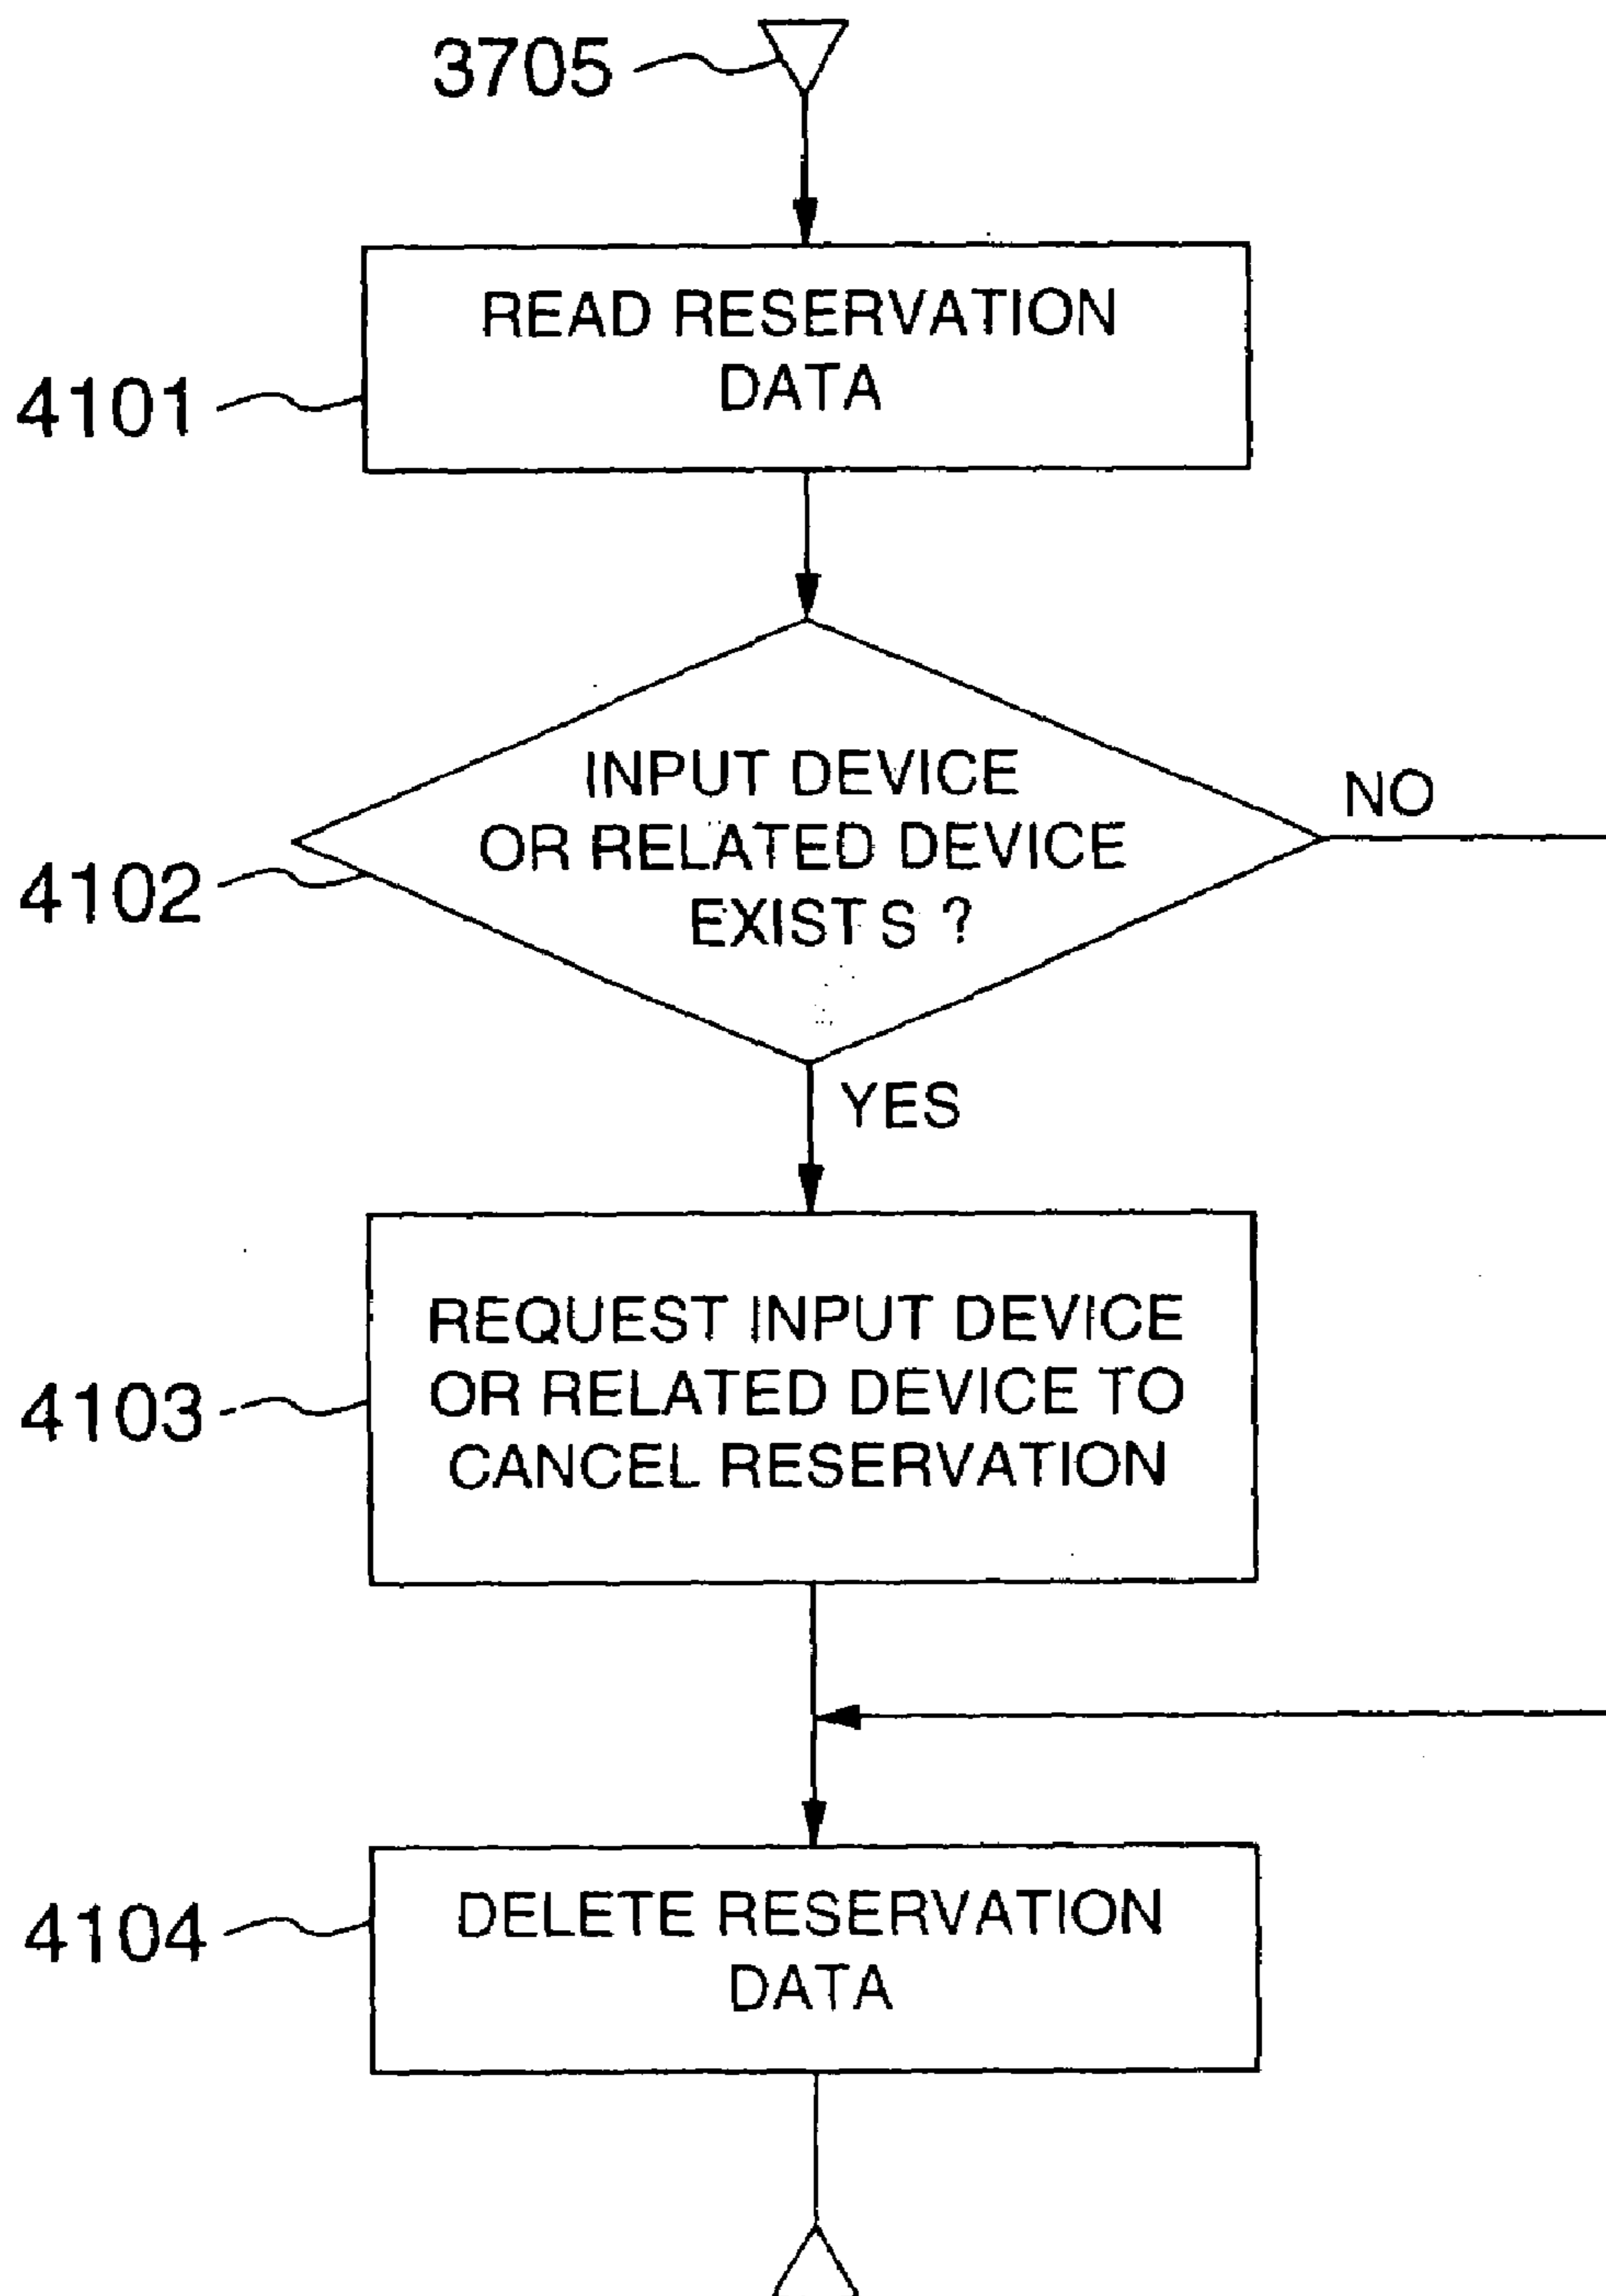 3705
READ RESERVATION
DATA
4101
INPUT DEVICE
OR RELATED DEVICE
EXISTS ?
NO
4102
YES
REQUEST INPUT DEVICE
OR RELATED DEVICE TO
CANCEL RESERVATION
4103
DELETE RESERVATION
DATA
4104